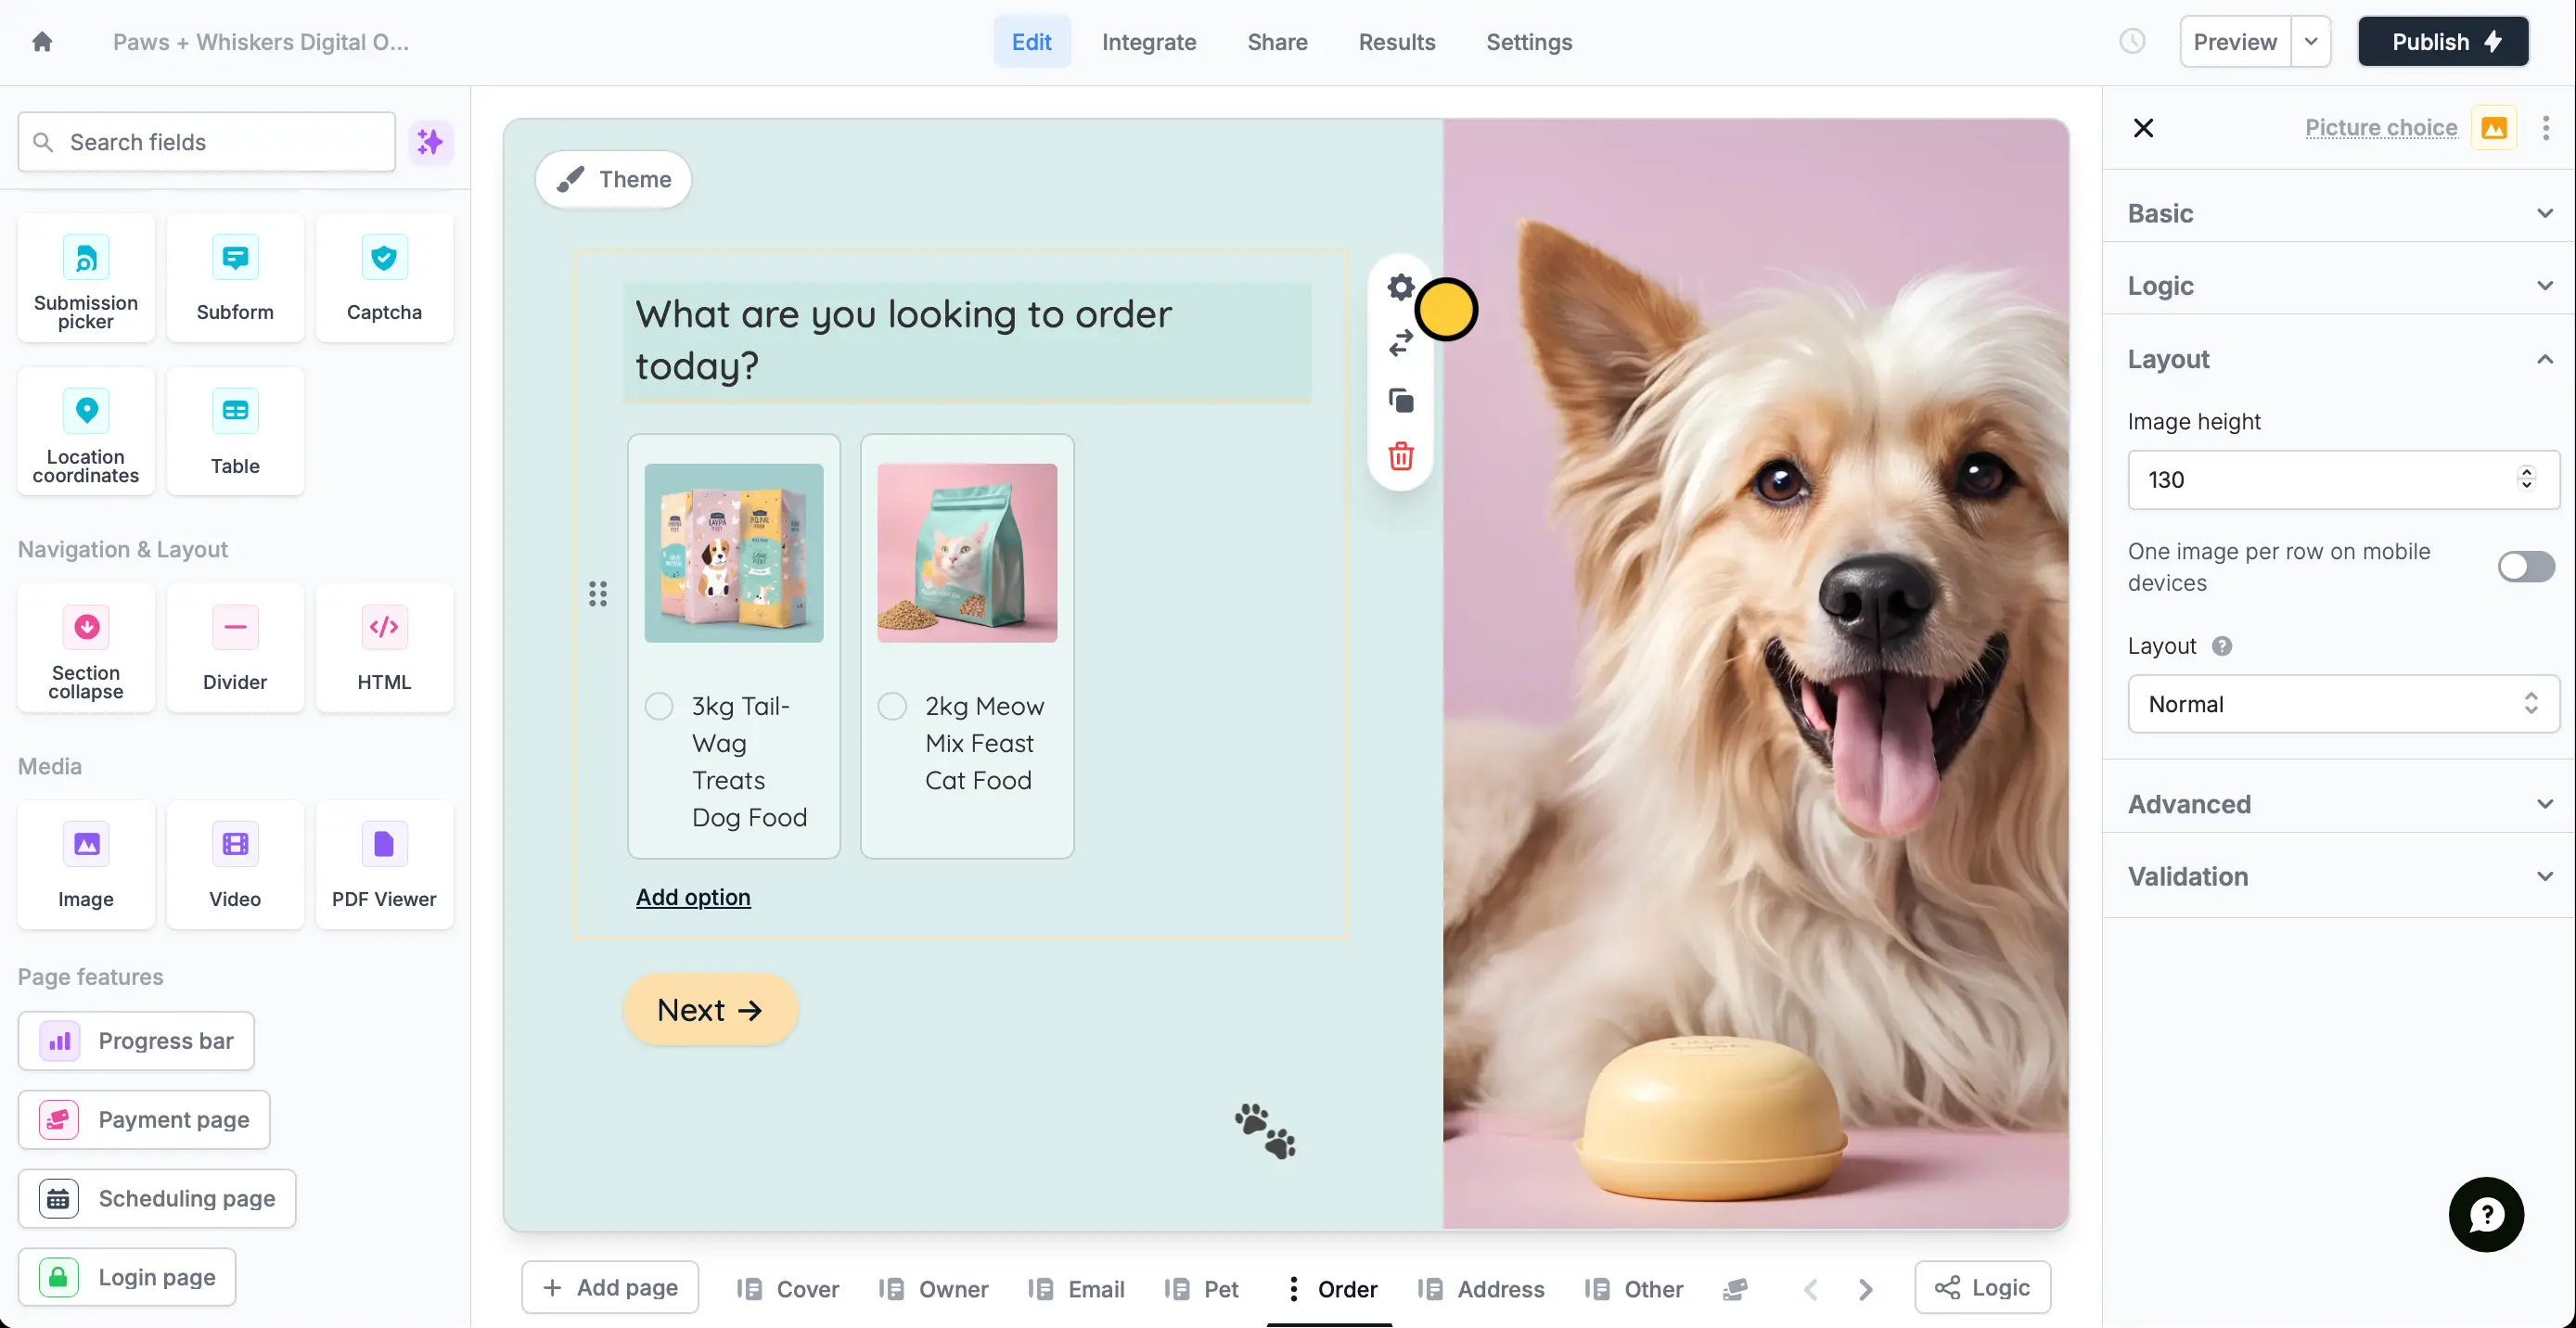 Paws + Whiskers Digital O...
Edit
Integrate
Share
Results
Settings
Preview
Publish
Search fields
Submission
picker
Subform
Captcha
Location
coordinates
Table
Navigation & Layout
Section
collapse
Divider
HTML
Media
Image
Video
PDF Viewer
Page features
Progress bar
Payment page
Scheduling page
Login page
Theme
What are you looking to order
today?
3kg Tail-
Wag
Treats
Dog Food
2kg Meow
Mix Feast
Cat Food
Add option
Next →
+ Add page
Cover
Owner
Email
Pet
Order
Address
Other
Logic
Picture choice
Basic
Logic
Layout
Image height
130
One image per row on mobile
devices
Layout
Normal
Advanced
Validation